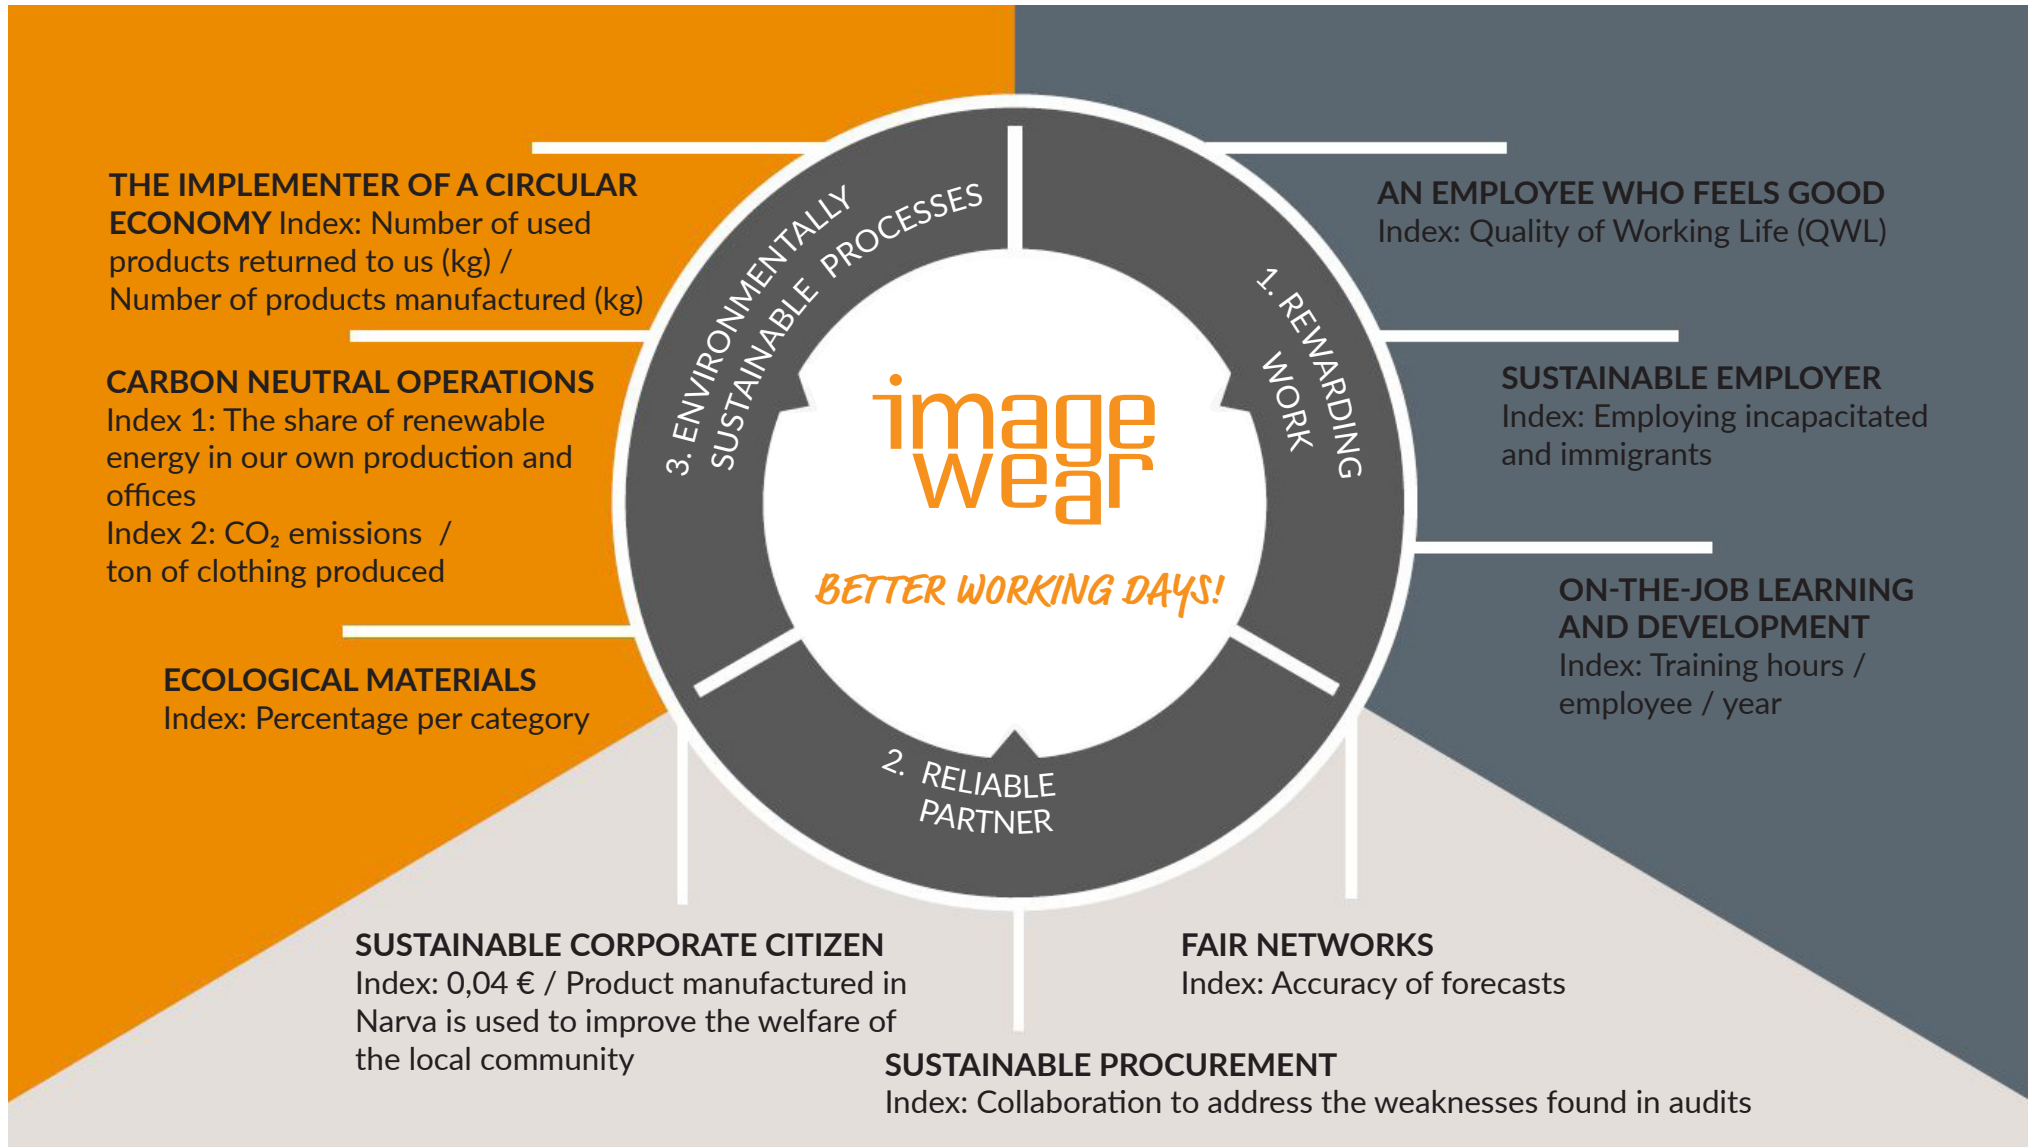 THE IMPLEMENTER OF A CIRCULAR
ECONOMY Index: Number of used
products returned to us (kg) /
Number of products manufactured (kg)
CARBON NEUTRAL OPERATIONS
Index 1: The share of renewable
energy in our own production and
offices
Index 2: CO₂ emissions /
ton of clothing produced
ECOLOGICAL MATERIALS
Index: Percentage per category
3. ENVIRONMENTALLY
SUSTAINABLE PROCESSES
1. REWARDING
WORK
image
wear
BETTER WORKING DAYS!
2. RELIABLE
PARTNER
AN EMPLOYEE WHO FEELS GOOD
Index: Quality of Working Life (QWL)
SUSTAINABLE EMPLOYER
Index: Employing incapacitated
and immigrants
ON-THE-JOB LEARNING
AND DEVELOPMENT
Index: Training hours /
employee / year
SUSTAINABLE CORPORATE CITIZEN
Index: 0,04 € / Product manufactured in
Narva is used to improve the welfare of
the local community
FAIR NETWORKS
Index: Accuracy of forecasts
SUSTAINABLE PROCUREMENT
Index: Collaboration to address the weaknesses found in audits